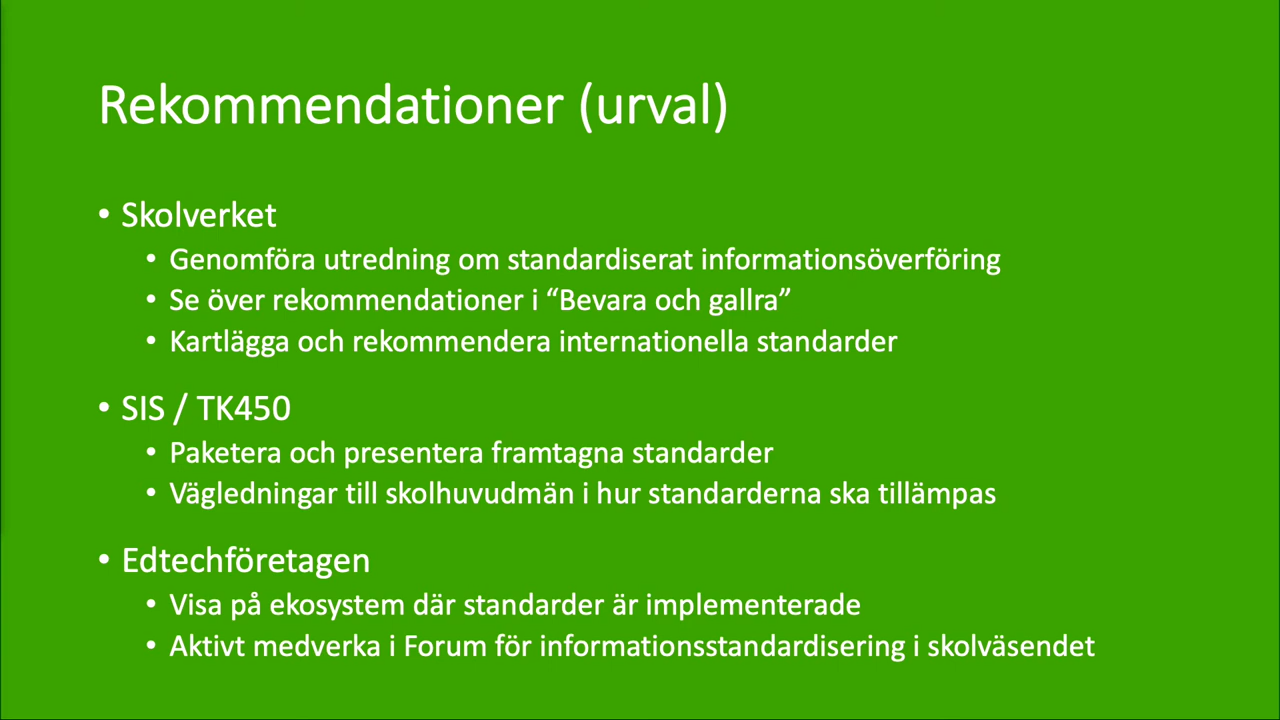 Rekommendationer (urval)
• Skolverket
• Genomföra utredning om standardiserat informationsöverföring
• Se över rekommendationer i “Bevara och gallra”
• Kartlägga och rekommendera internationella standarder
• SIS / TK450
• Paketera och presentera framtagna standarder
• Vägledningar till skolhuvudmän i hur standarderna ska tillämpas
• Edtechföretagen
• Visa på ekosystem där standarder är implementerade
• Aktivt medverka i Forum för informationsstandardisering i skolväsendet